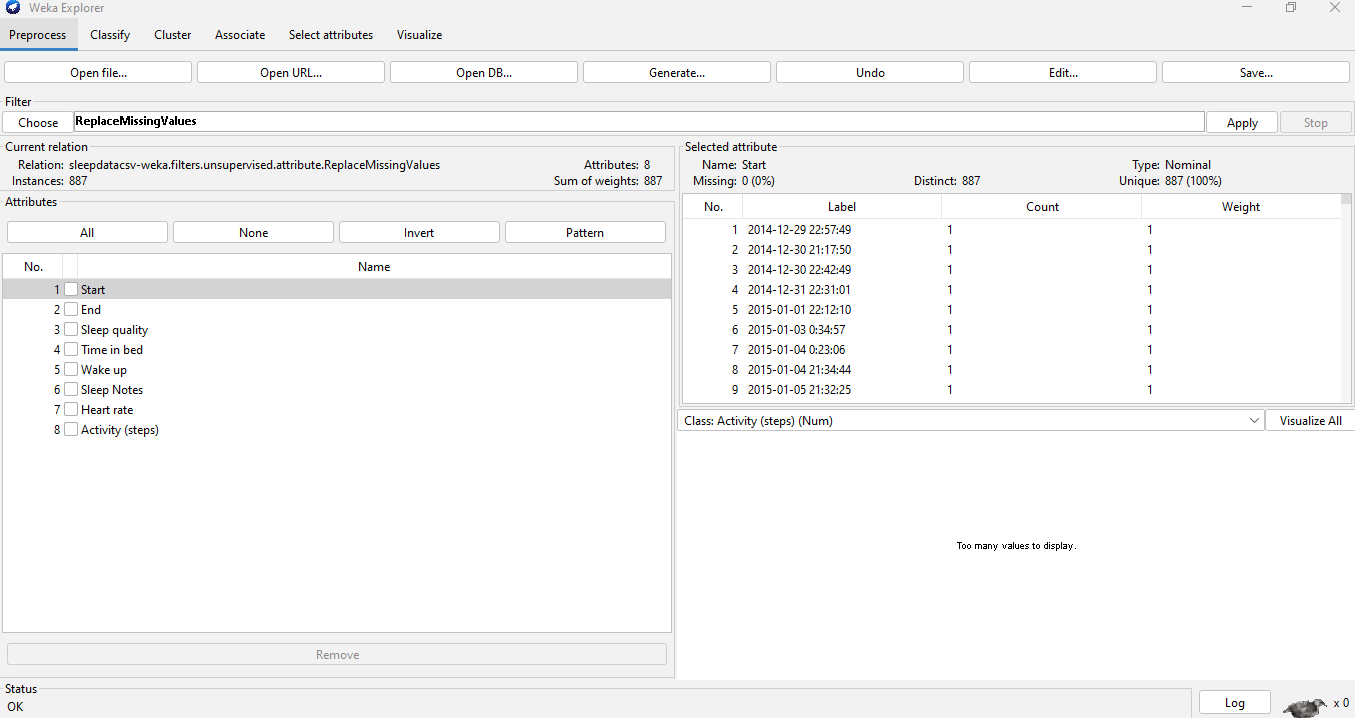 Weka Explorer
Preprocess Classify Cluster Associate Select attributes Visualize
Open file... Open URL... Open DB... Generate... Undo Edit... Save...
Filter
Choose ReplaceMissingValues Apply Stop
Current relation
Relation: sleepdatacsv-weka.filters.unsupervised.attribute.ReplaceMissingValues Attributes: 8
Instances: 887 Sum of weights: 887
Attributes
All None Invert Pattern
No. Name
1 Start
2 End
3 Sleep quality
4 Time in bed
5 Wake up
6 Sleep Notes
7 Heart rate
8 Activity (steps)
Remove
Selected attribute
Name: Start Type: Nominal
Missing: 0 (0%) Distinct: 887 Unique: 887 (100%)
No. Label Count Weight
1 2014-12-29 22:57:49 1 1
2 2014-12-30 21:17:50 1 1
3 2014-12-30 22:42:49 1 1
4 2014-12-31 22:31:01 1 1
5 2015-01-01 22:12:10 1 1
6 2015-01-03 0:34:57 1 1
7 2015-01-04 0:23:06 1 1
8 2015-01-04 21:34:44 1 1
9 2015-01-05 21:32:25 1 1
Class: Activity (steps) (Num) Visualize All
Too many values to display.
Status
OK
Log x 0